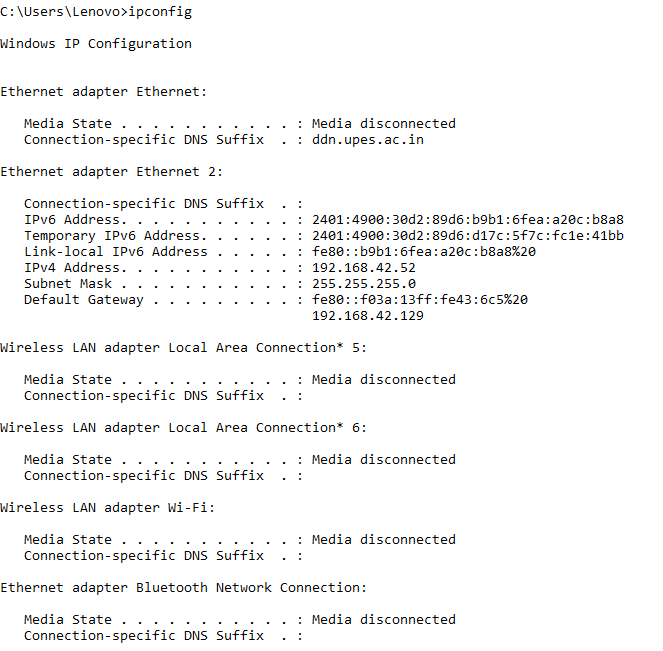 C:\Users\Lenovo>ipconfig
Windows IP Configuration
Ethernet adapter Ethernet:
   Media State . . . . . . . . . . . : Media disconnected
   Connection-specific DNS Suffix  . : ddn.upes.ac.in
Ethernet adapter Ethernet 2:
   Connection-specific DNS Suffix  . :
   IPv6 Address. . . . . . . . . . . : 2401:4900:30d2:89d6:b9b1:6fea:a20c:b8a8
   Temporary IPv6 Address. . . . . . : 2401:4900:30d2:89d6:d17c:5f7c:fc1e:41bb
   Link-local IPv6 Address . . . . . : fe80::b9b1:6fea:a20c:b8a8%20
   IPv4 Address. . . . . . . . . . . : 192.168.42.52
   Subnet Mask . . . . . . . . . . . : 255.255.255.0
   Default Gateway . . . . . . . . . : fe80::f03a:13ff:fe43:6c5%20
                                       192.168.42.129
Wireless LAN adapter Local Area Connection* 5:
   Media State . . . . . . . . . . . : Media disconnected
   Connection-specific DNS Suffix  . :
Wireless LAN adapter Local Area Connection* 6:
   Media State . . . . . . . . . . . : Media disconnected
   Connection-specific DNS Suffix  . :
Wireless LAN adapter Wi-Fi:
   Media State . . . . . . . . . . . : Media disconnected
   Connection-specific DNS Suffix  . :
Ethernet adapter Bluetooth Network Connection:
   Media State . . . . . . . . . . . : Media disconnected
   Connection-specific DNS Suffix  . :